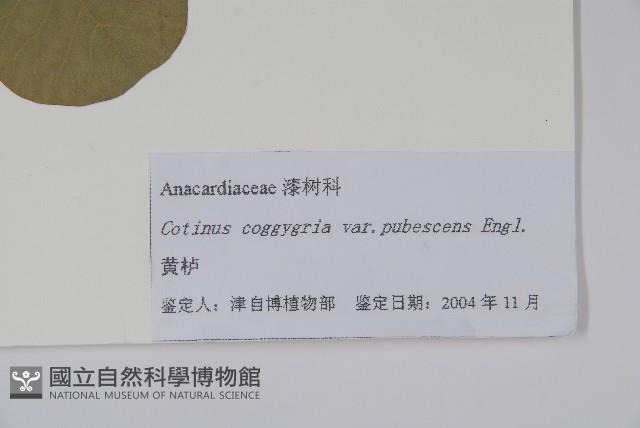 Anacardiaceae 漆树科
Cotinus coggygria var. pubescens Engl.
黄栌
鉴定人：津自博植物部 鉴定日期：2004 年 11 月
國立自然科學博物館
NATIONAL MUSEUM OF NATURAL SCIENCE